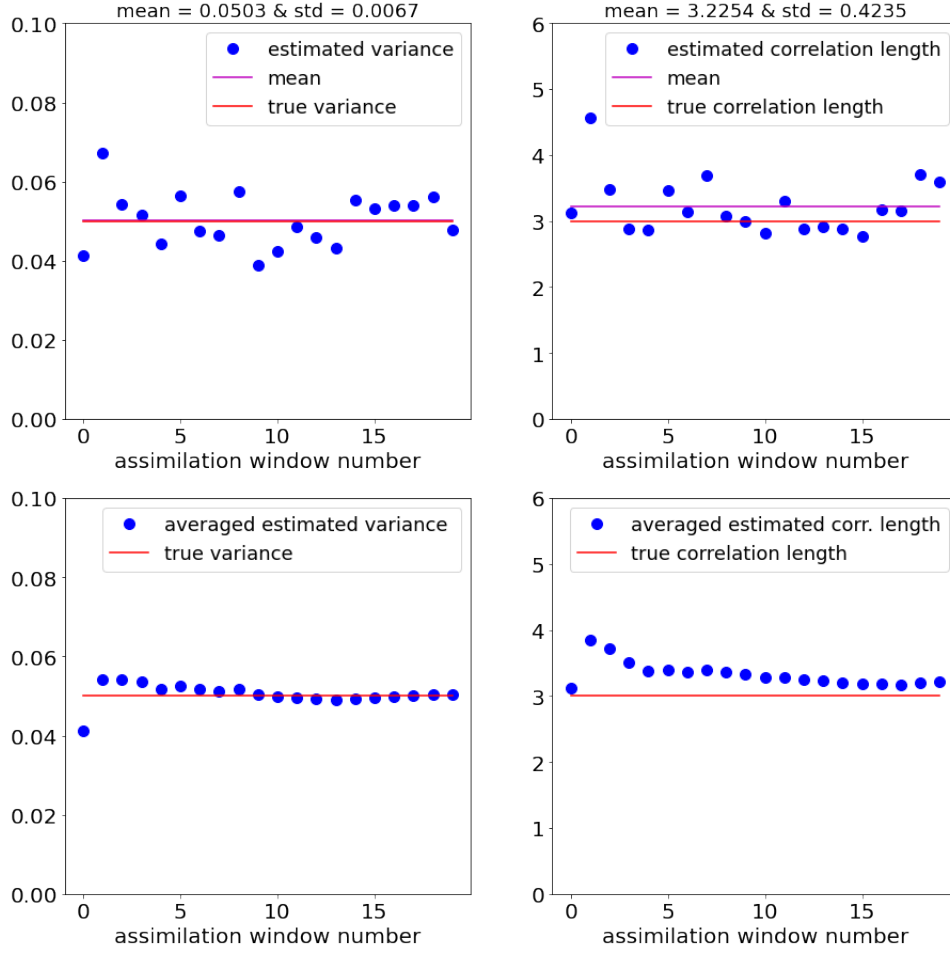 mean = 0.0503 & std = 0.0067
0.10
0.08
0.06
0.04
0.02
0.00
estimated variance
mean
true variance
0 5 10 15
assimilation window number
mean = 3.2254 & std = 0.4235
6
5
4
3
2
1
0
estimated correlation length
mean
true correlation length
0 5 10 15
assimilation window number
0.10
0.08
0.06
0.04
0.02
0.00
averaged estimated variance
true variance
0 5 10 15
assimilation window number
6
5
4
3
2
1
0
averaged estimated corr. length
true correlation length
0 5 10 15
assimilation window number